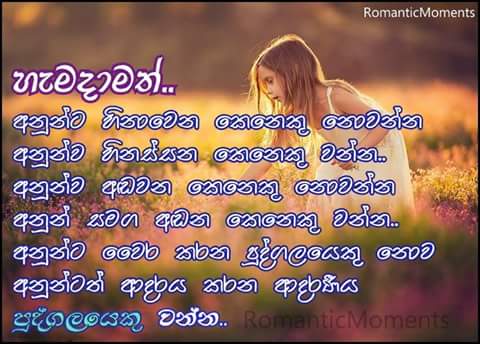 RomanticMoments
හැමදාමත්..
අනුන්ට හිනාවෙන කෙනෙකු නොවන්න
අනුන්ව හිනස්සන කෙනෙකු වන්න..
අනුන්ව අඬවන කෙනෙකු නොවන්න
අනුන් සමග අඬන කෙනෙකු වන්න..
අනුන්ට වෛර කරන පුද්ගලයෙකු නොව
අනුන්ටත් ආදරය කරන ආදරණීය
පුද්ගලයෙකු වන්න..
RomanticMoments